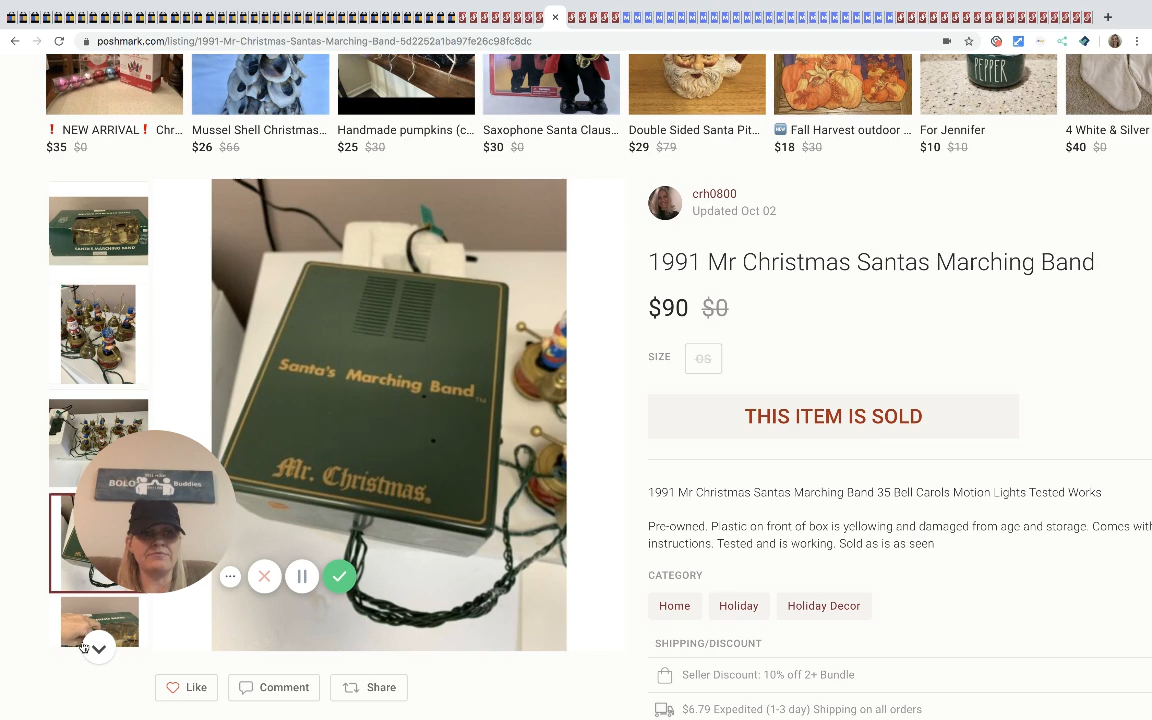 poshmark.com/listing/1991-Mr-Christmas-Santas-Marching-Band-5d2252a1ba97fe26c98fc8dc
PEPPER
❗ NEW ARRIVAL❗ Chr...
$35 $0
Mussel Shell Christmas...
$26 $66
Handmade pumpkins (c...
$25 $30
Saxophone Santa Claus...
$30 $0
Double Sided Santa Pit...
$29 $79
🆕 Fall Harvest outdoor ...
$18 $30
For Jennifer
$10 $10
4 White & Silver
$40 $0
crh0800
Updated Oct 02
1991 Mr Christmas Santas Marching Band
$90 $0
SIZE
OS
THIS ITEM IS SOLD
1991 Mr Christmas Santas Marching Band 35 Bell Carols Motion Lights Tested Works
Pre-owned. Plastic on front of box is yellowing and damaged from age and storage. Comes with
instructions. Tested and is working. Sold as is as seen
CATEGORY
Home
Holiday
Holiday Decor
SHIPPING/DISCOUNT
Seller Discount: 10% off 2+ Bundle
$6.79 Expedited (1-3 day) Shipping on all orders
SANTA'S MARCHING BAND
Santa's Marching Band™
Mr. Christmas.
BOLO Buddies
Like
Comment
Share